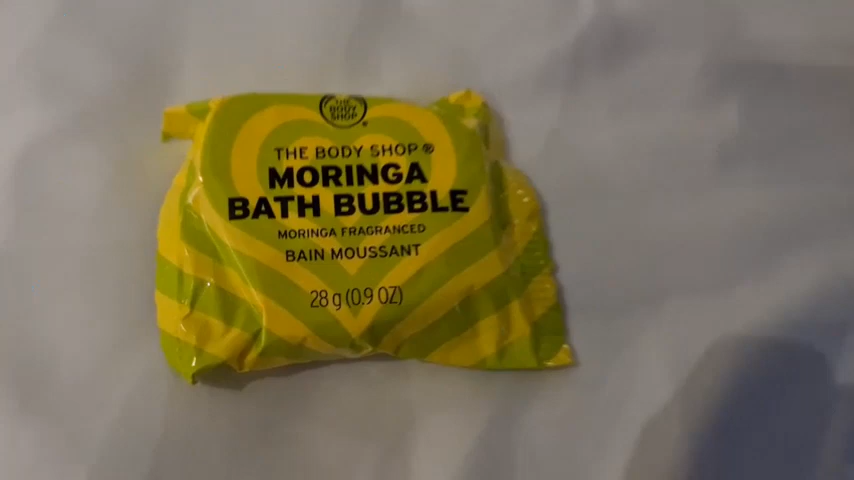 THE
BODY
SHOP
®
THE BODY SHOP ®
MORINGA
BATH BUBBLE
MORINGA FRAGRANCED
BAIN MOUSSANT
28 g (0.9 OZ)